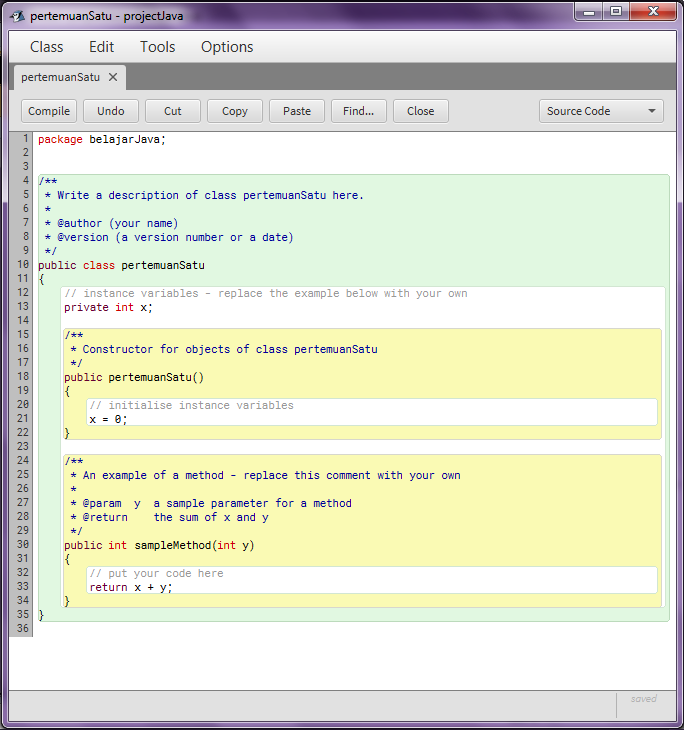 pertemuanSatu - projectJava
Class Edit Tools Options
pertemuanSatu ✕
Compile Undo Cut Copy Paste Find... Close Source Code
1 package belajarJava;
2
3
4 /**
5  * Write a description of class pertemuanSatu here.
6  *
7  * @author (your name)
8  * @version (a version number or a date)
9  */
10 public class pertemuanSatu
11 {
12     // instance variables - replace the example below with your own
13     private int x;
14
15     /**
16      * Constructor for objects of class pertemuanSatu
17      */
18     public pertemuanSatu()
19     {
20         // initialise instance variables
21         x = 0;
22     }
23
24     /**
25      * An example of a method - replace this comment with your own
26      *
27      * @param  y  a sample parameter for a method
28      * @return    the sum of x and y
29      */
30     public int sampleMethod(int y)
31     {
32         // put your code here
33         return x + y;
34     }
35 }
36
saved